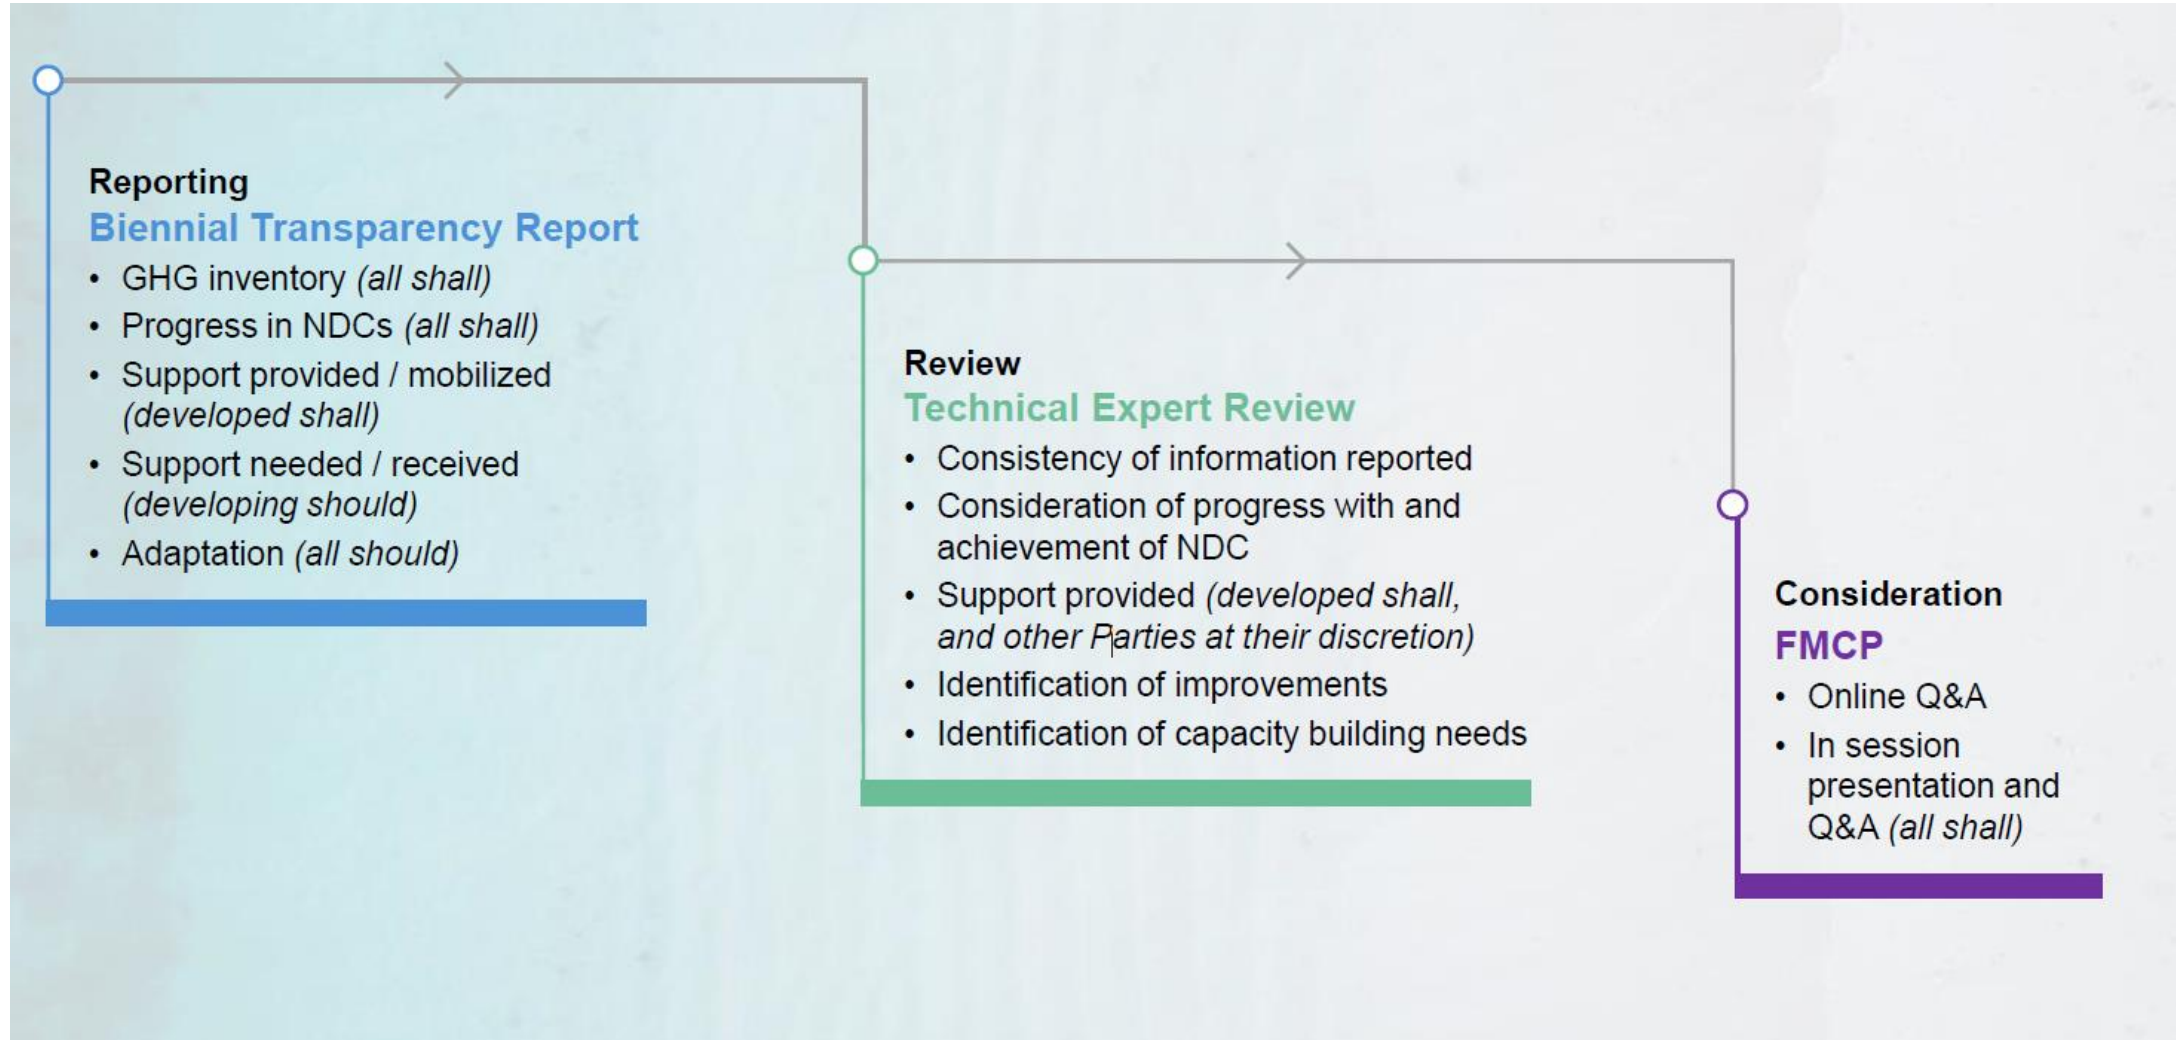 Reporting
Biennial Transparency Report
• GHG inventory (all shall)
• Progress in NDCs (all shall)
• Support provided / mobilized
(developed shall)
• Support needed / received
(developing should)
• Adaptation (all should)
Review
Technical Expert Review
• Consistency of information reported
• Consideration of progress with and
achievement of NDC
• Support provided (developed shall,
and other Parties at their discretion)
• Identification of improvements
• Identification of capacity building needs
Consideration
FMCP
• Online Q&A
• In session
presentation and
Q&A (all shall)